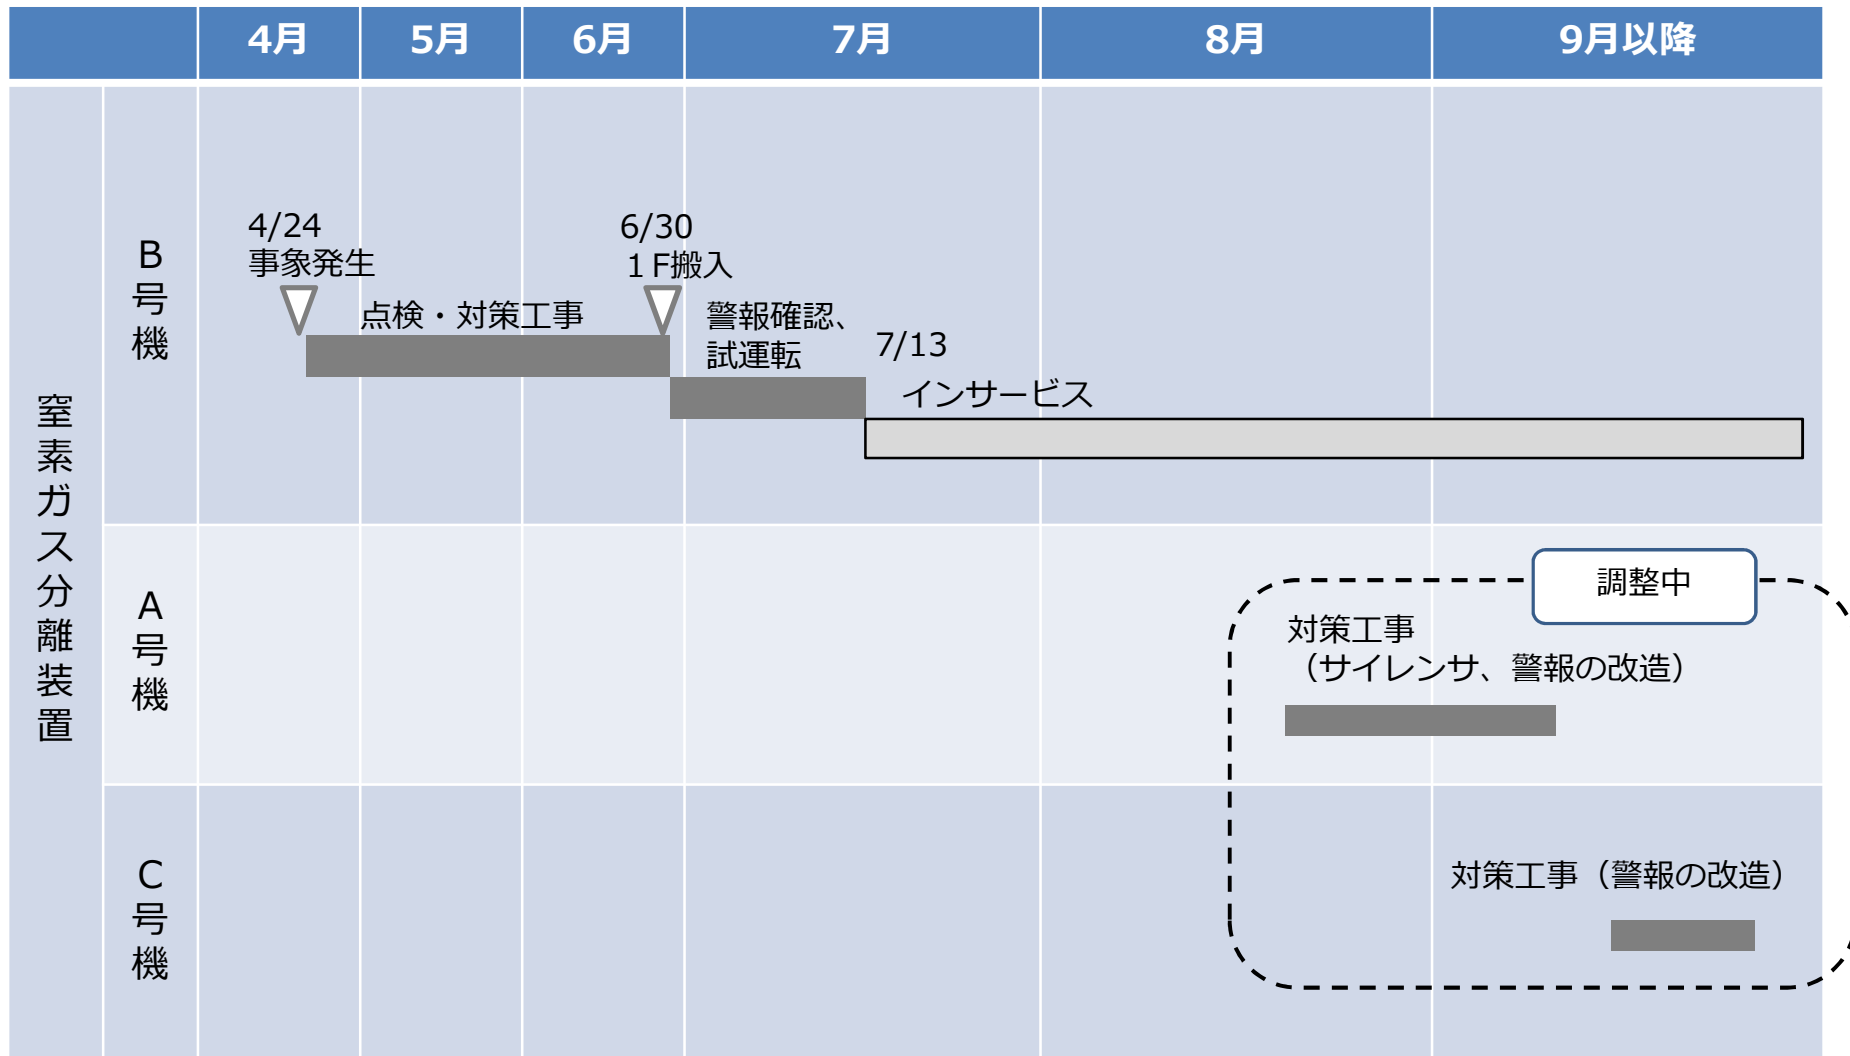 4月 5月 6月 7月 8月 9月以降
窒素ガス分離装置
B号機
4/24
事象発生
点検・対策工事
6/30
１F搬入
警報確認、
試運転
7/13
インサービス
A号機
調整中
対策工事
（サイレンサ、警報の改造）
C号機
対策工事（警報の改造）